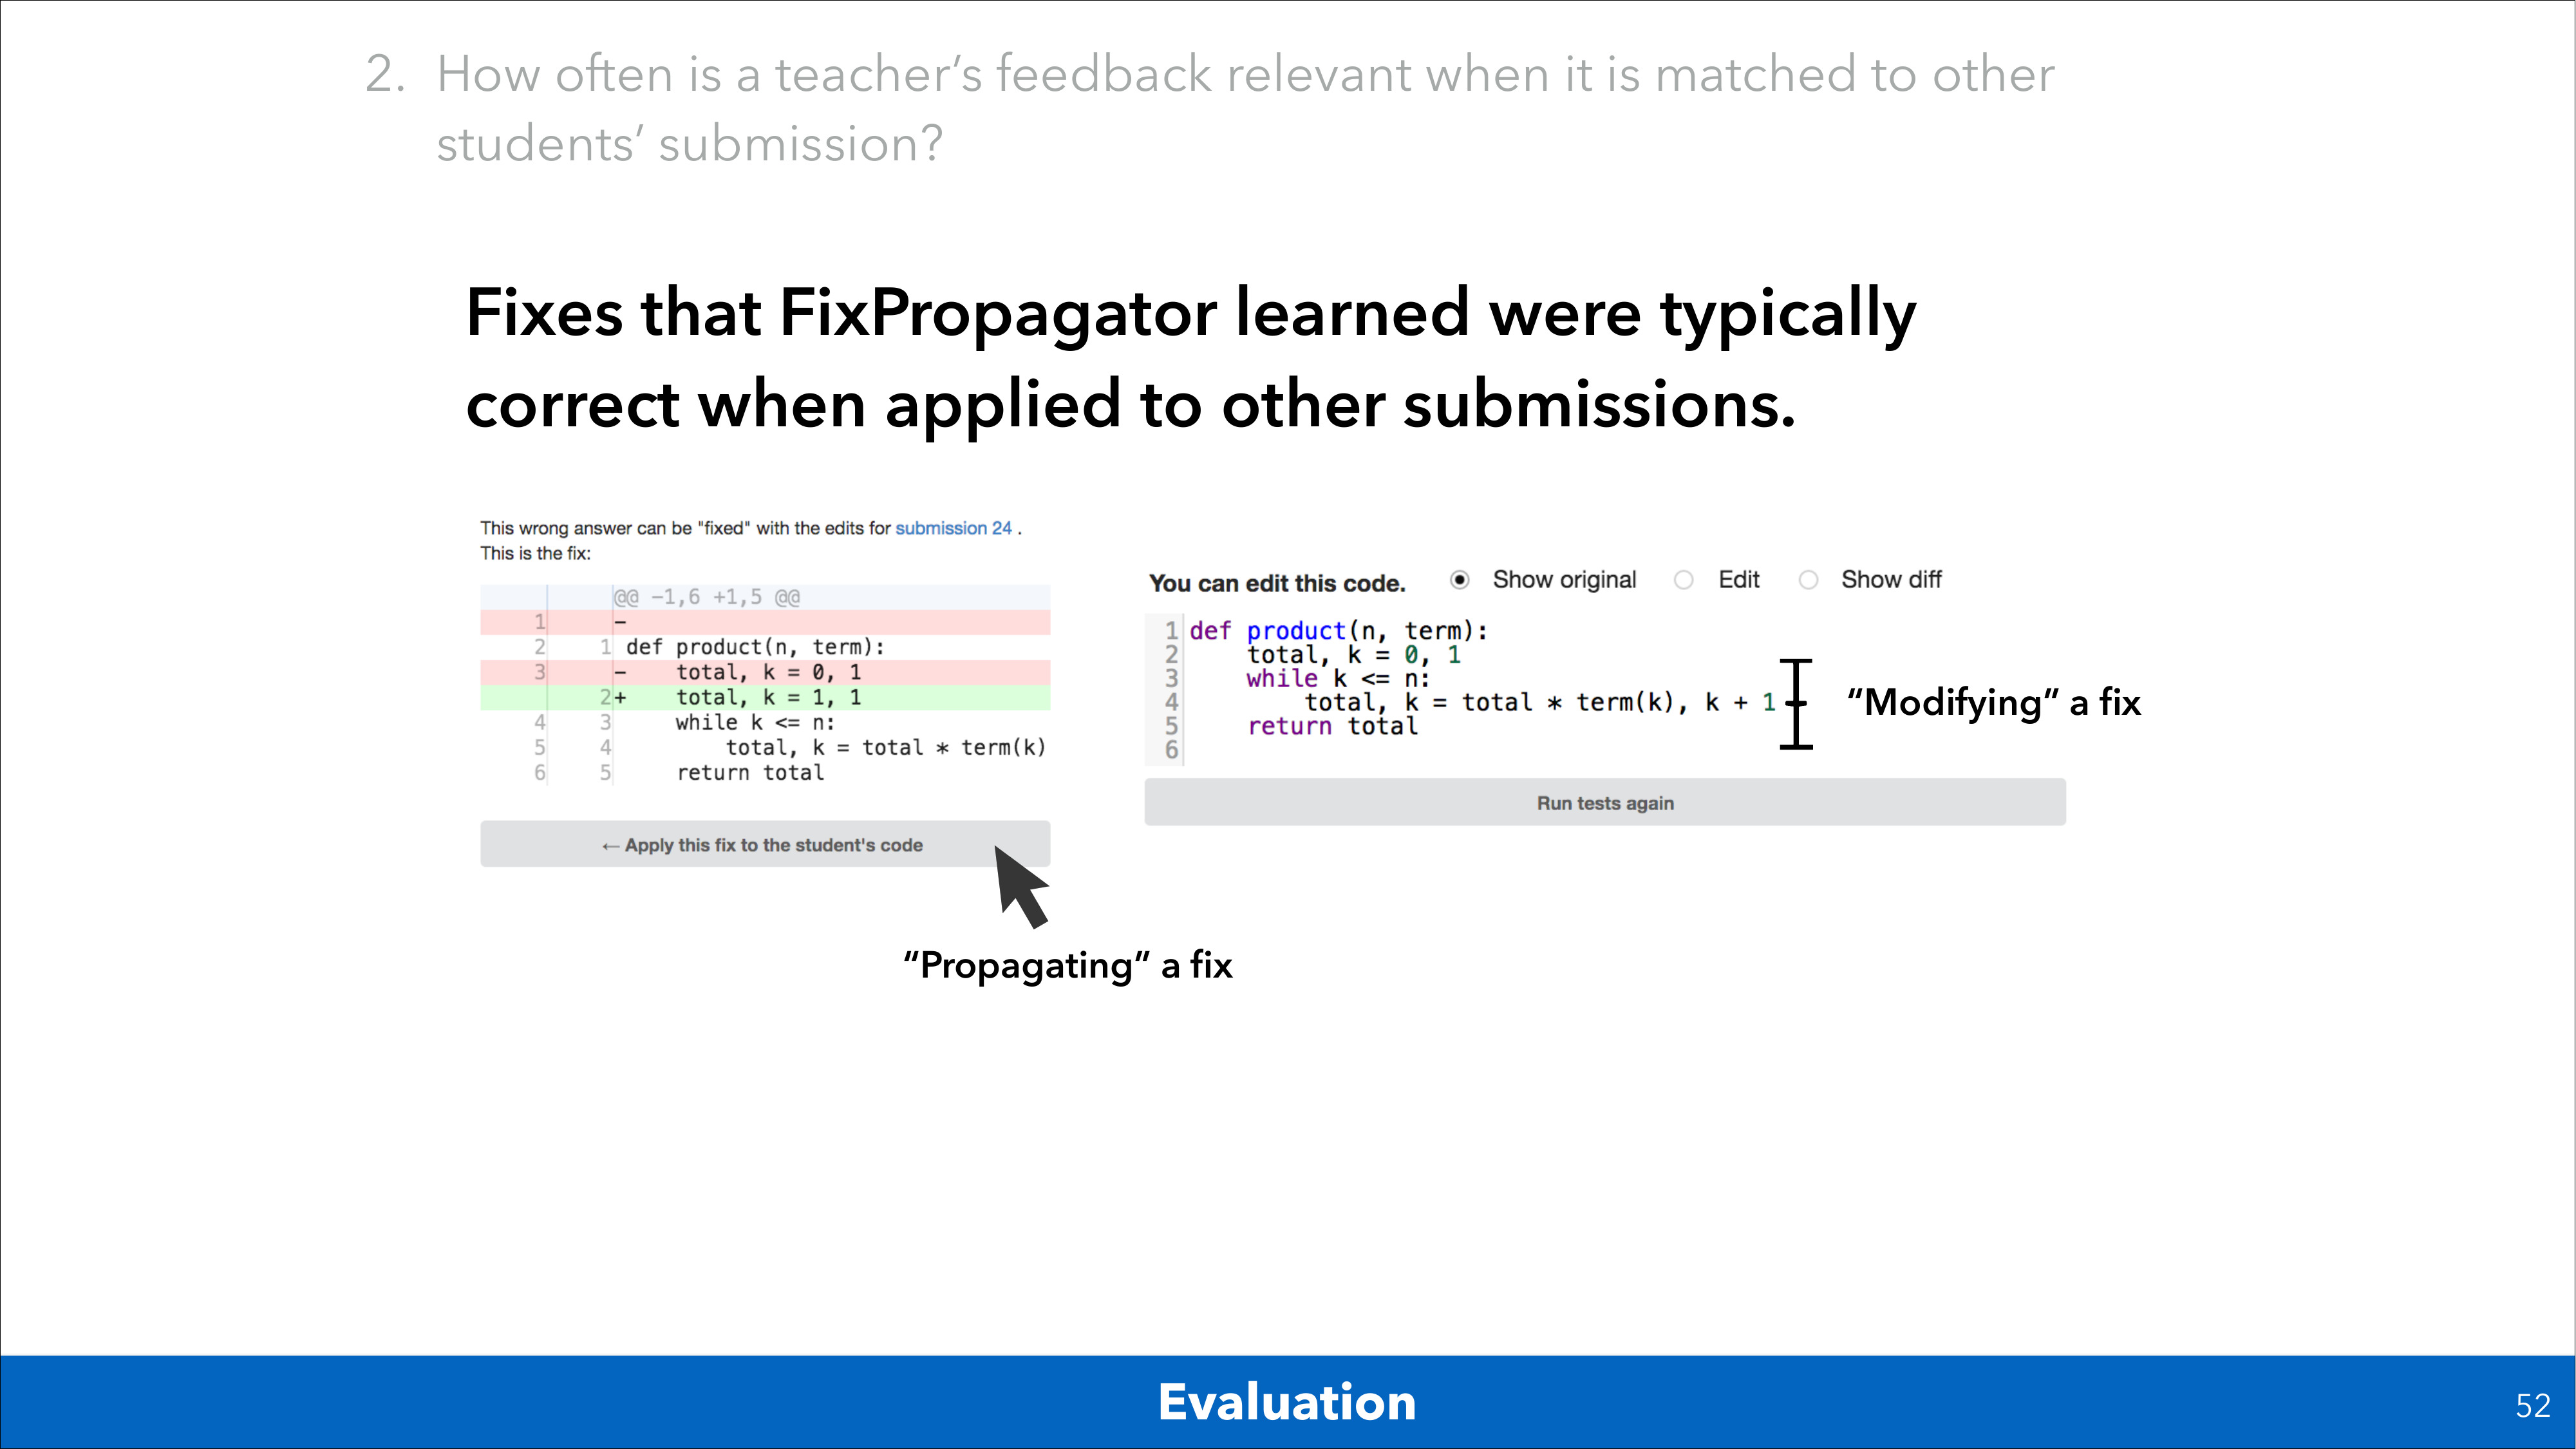 2. How often is a teacher’s feedback relevant when it is matched to other
students’ submission?
Fixes that FixPropagator learned were typically
correct when applied to other submissions.
This wrong answer can be "fixed" with the edits for submission 24 .
This is the fix:
@@ -1,6 +1,5 @@
1 -
2 1 def product(n, term):
3 - total, k = 0, 1
2+ total, k = 1, 1
4 3 while k <= n:
5 4 total, k = total * term(k)
6 5 return total
← Apply this fix to the student's code
“Propagating” a fix
You can edit this code. Show original Edit Show diff
1 def product(n, term):
2 total, k = 0, 1
3 while k <= n:
4 total, k = total * term(k), k + 1
5 return total
6
“Modifying” a fix
Run tests again
Evaluation
52